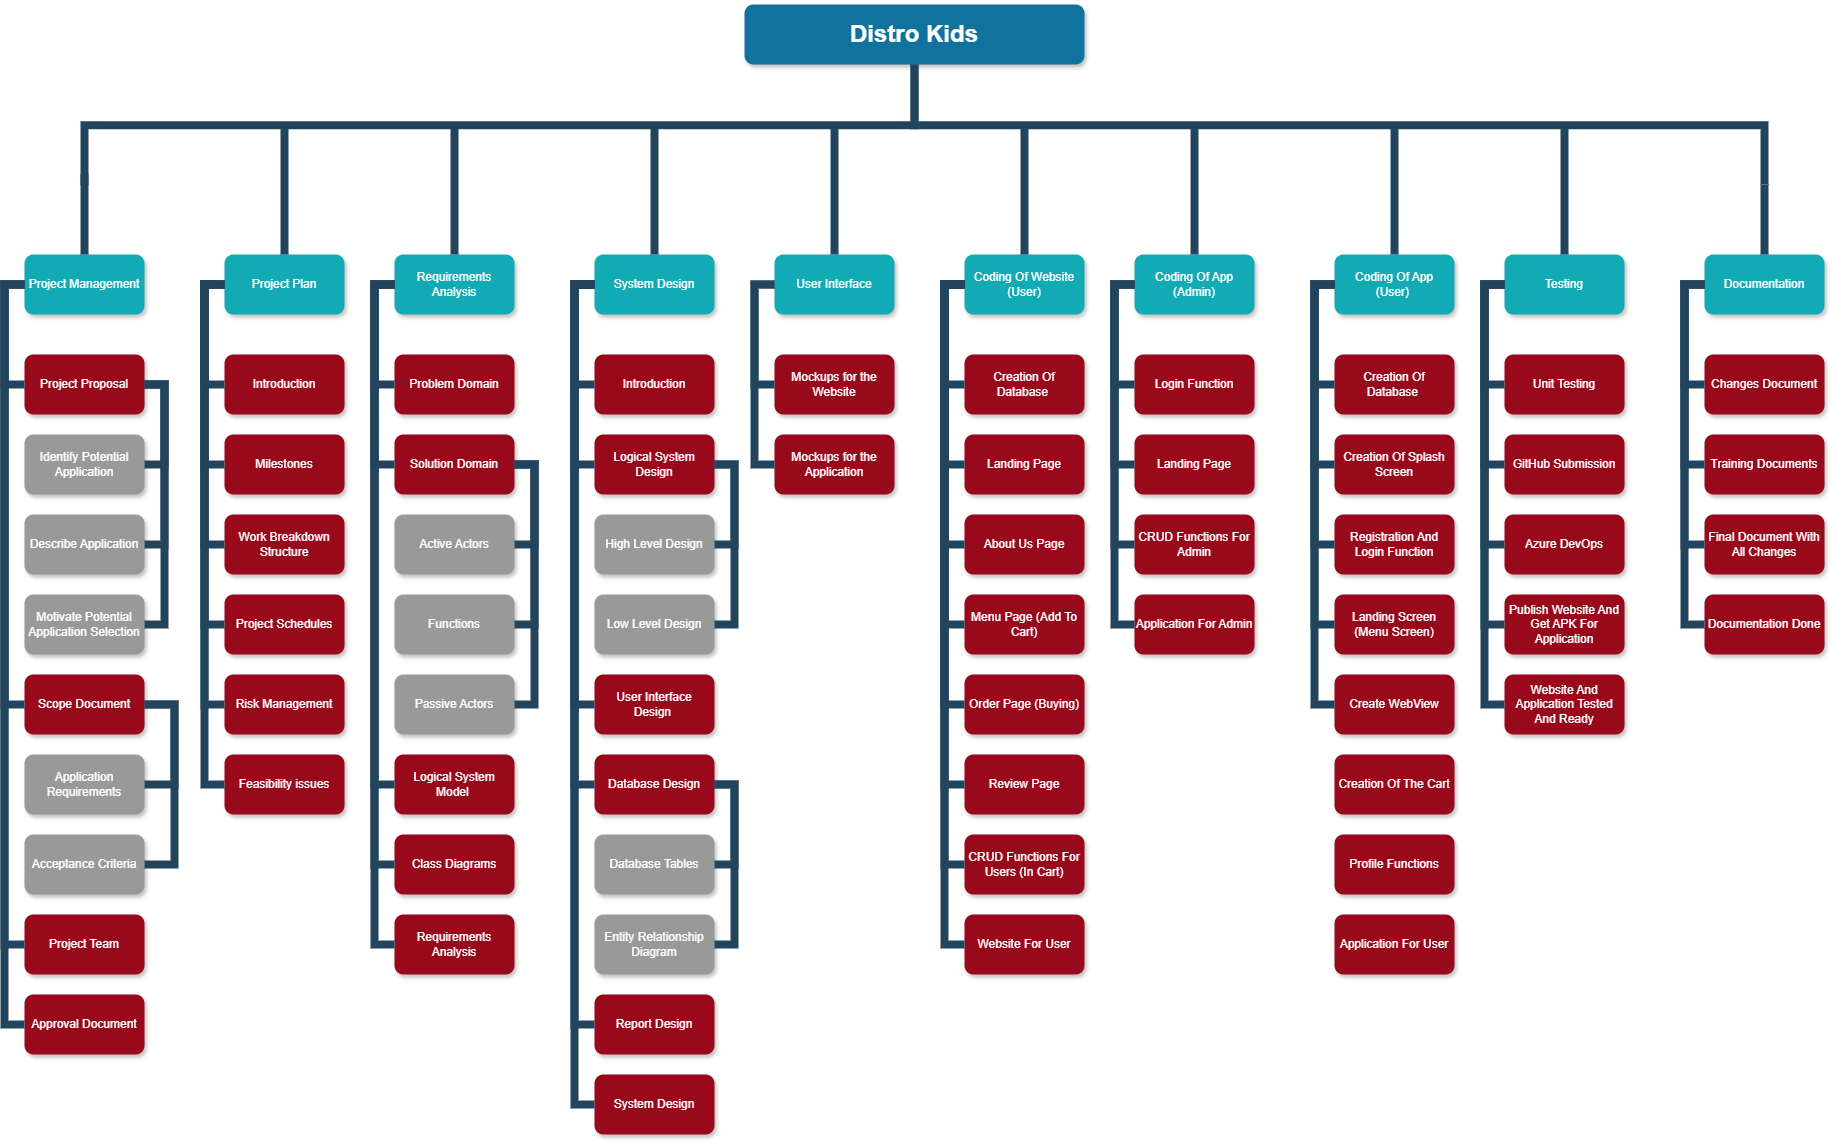 Distro Kids
Project Management
Project Proposal
Identify Potential
Application
Describe Application
Motivate Potential
Application Selection
Scope Document
Application
Requirements
Acceptance Criteria
Project Team
Approval Document
Project Plan
Introduction
Milestones
Work Breakdown
Structure
Project Schedules
Risk Management
Feasibility issues
Requirements
Analysis
Problem Domain
Solution Domain
Active Actors
Functions
Passive Actors
Logical System
Model
Class Diagrams
Requirements
Analysis
System Design
Introduction
Logical System
Design
High Level Design
Low Level Design
User Interface
Design
Database Design
Database Tables
Entity Relationship
Diagram
Report Design
System Design
User Interface
Mockups for the
Website
Mockups for the
Application
Coding Of Website
(User)
Creation Of
Database
Landing Page
About Us Page
Menu Page (Add To
Cart)
Order Page (Buying)
Review Page
CRUD Functions For
Users (In Cart)
Website For User
Coding Of App
(Admin)
Login Function
Landing Page
CRUD Functions For
Admin
Application For Admin
Coding Of App
(User)
Creation Of
Database
Creation Of Splash
Screen
Registration And
Login Function
Landing Screen
(Menu Screen)
Create WebView
Creation Of The Cart
Profile Functions
Application For User
Testing
Unit Testing
GitHub Submission
Azure DevOps
Publish Website And
Get APK For
Application
Website And
Application Tested
And Ready
Documentation
Changes Document
Training Documents
Final Document With
All Changes
Documentation Done